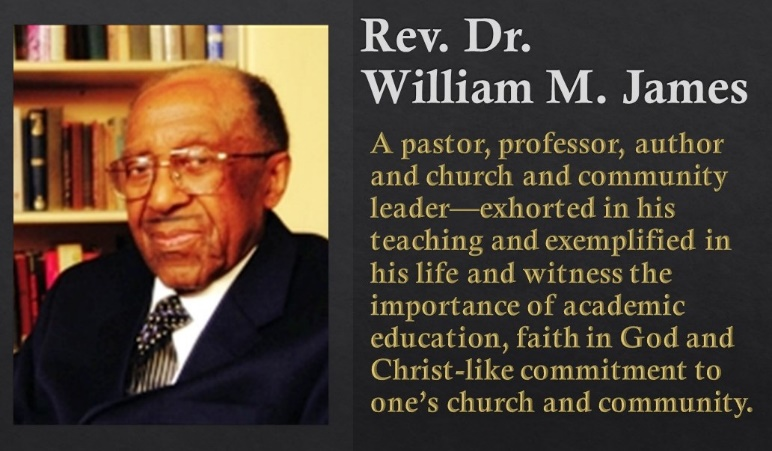 Rev. Dr.
William M. James
A pastor, professor, author
and church and community
leader—exhorted in his
teaching and exemplified in
his life and witness the
importance of academic
education, faith in God and
Christ-like commitment to
one’s church and community.